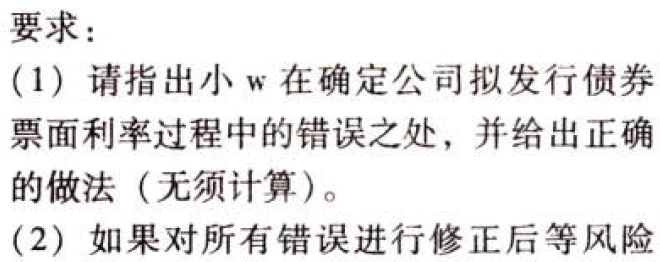 要求：
(1) 请指出小 w 在确定公司拟发行债券
票面利率过程中的错误之处，并给出正确
的做法（无须计算）。
(2) 如果对所有错误进行修正后等风险